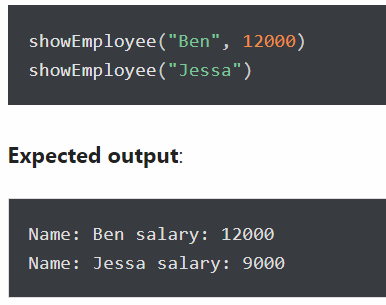 showEmployee("Ben", 12000)
showEmployee("Jessa")
Expected output:
Name: Ben salary: 12000
Name: Jessa salary: 9000